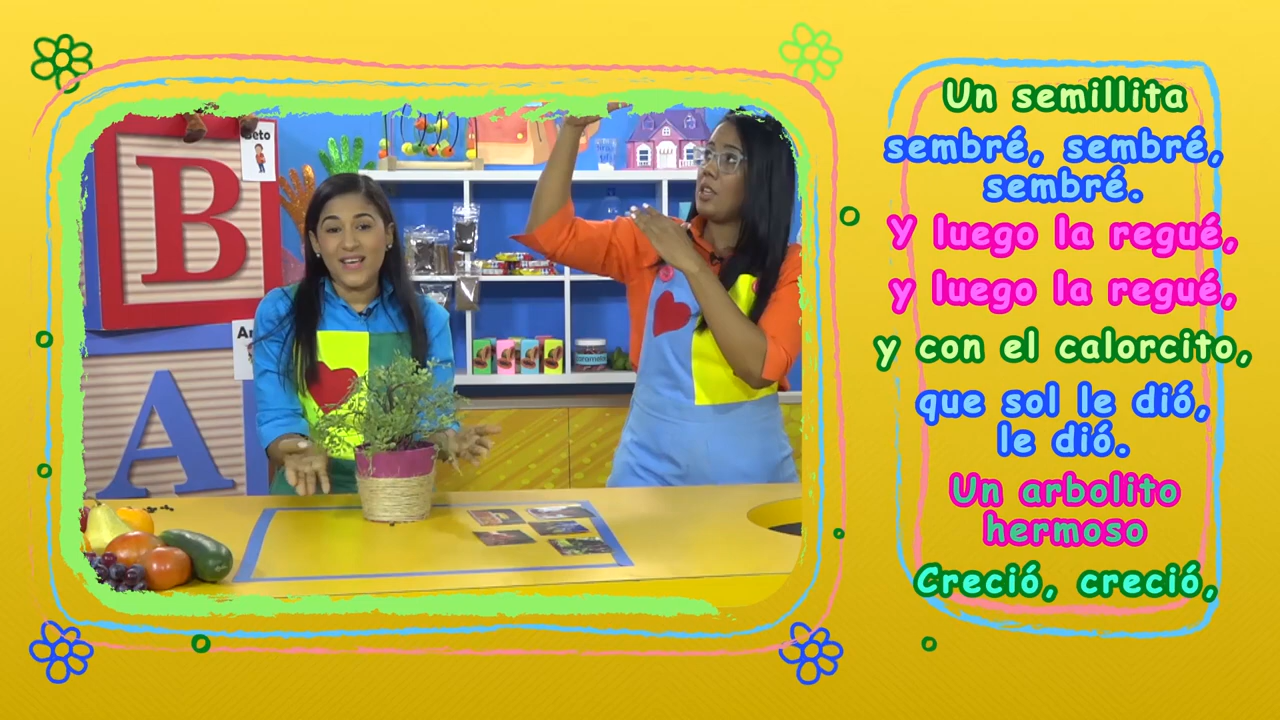 B
Beto
A
Un semillita
sembré, sembré,
sembré.
Y luego la regué,
y luego la regué,
y con el calorcito,
que sol le dió,
le dió.
Un arbolito
hermoso
Creció, creció,